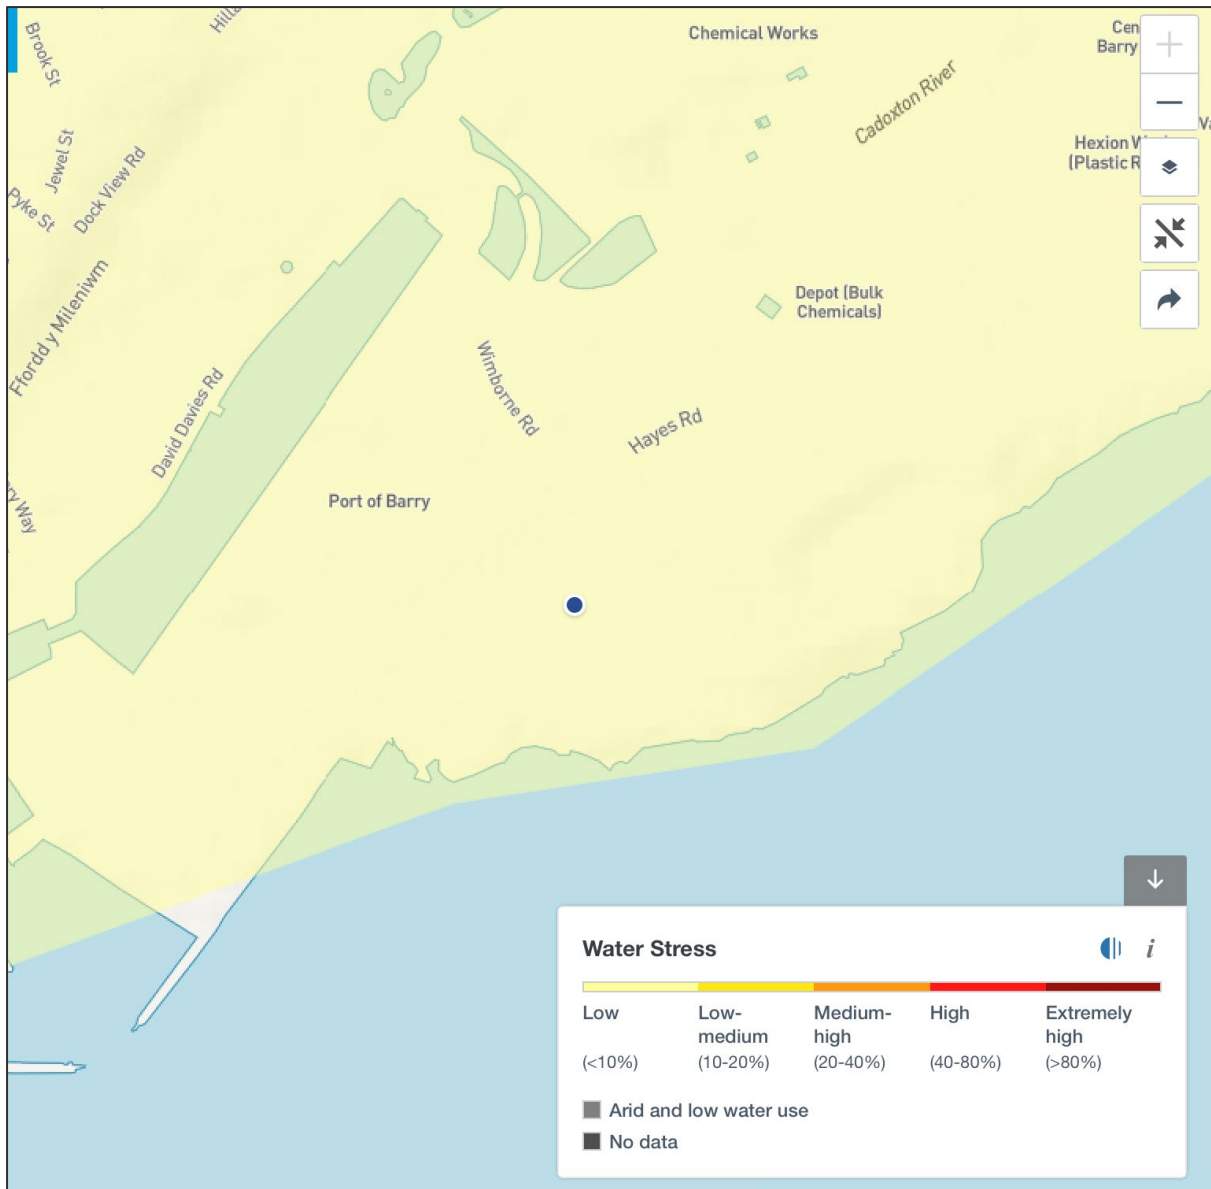 Hilla
Brook St
Chemical Works
Cen
Barry
Cadoxton River
Hexion W
(Plastic R
Jewel St
Dock View Rd
Pyke St
Ffordd y Mileniwm
Depot (Bulk
Chemicals)
Wimborne Rd
David Davies Rd
Hayes Rd
Port of Barry
ry Way
Water Stress
i
Low
Low-
medium
Medium-
high
High
Extremely
high
(<10%)
(10-20%)
(20-40%)
(40-80%)
(>80%)
Arid and low water use
No data